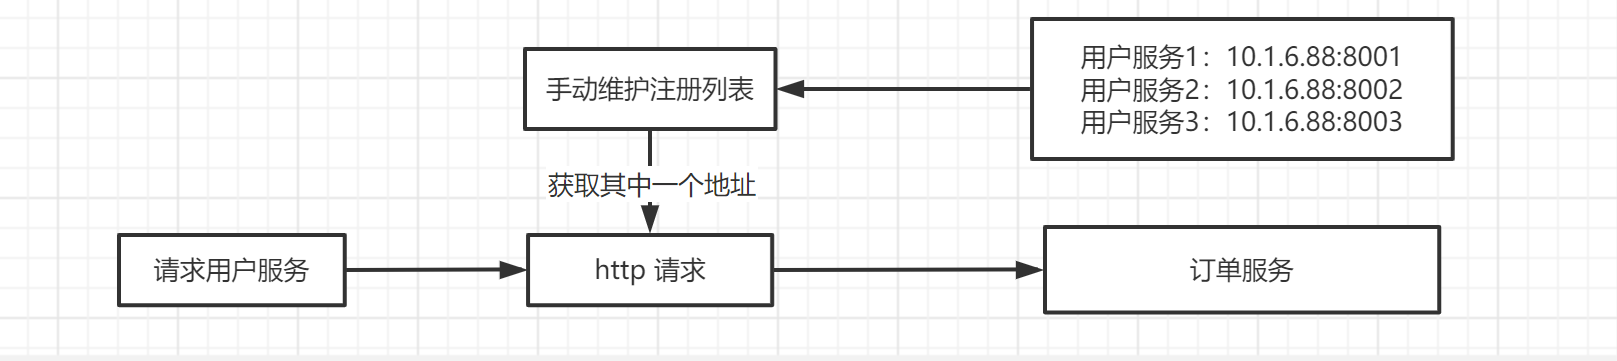 用户服务1：10.1.6.88:8001
用户服务2：10.1.6.88:8002
用户服务3：10.1.6.88:8003
手动维护注册列表
获取其中一个地址
请求用户服务
http 请求
订单服务